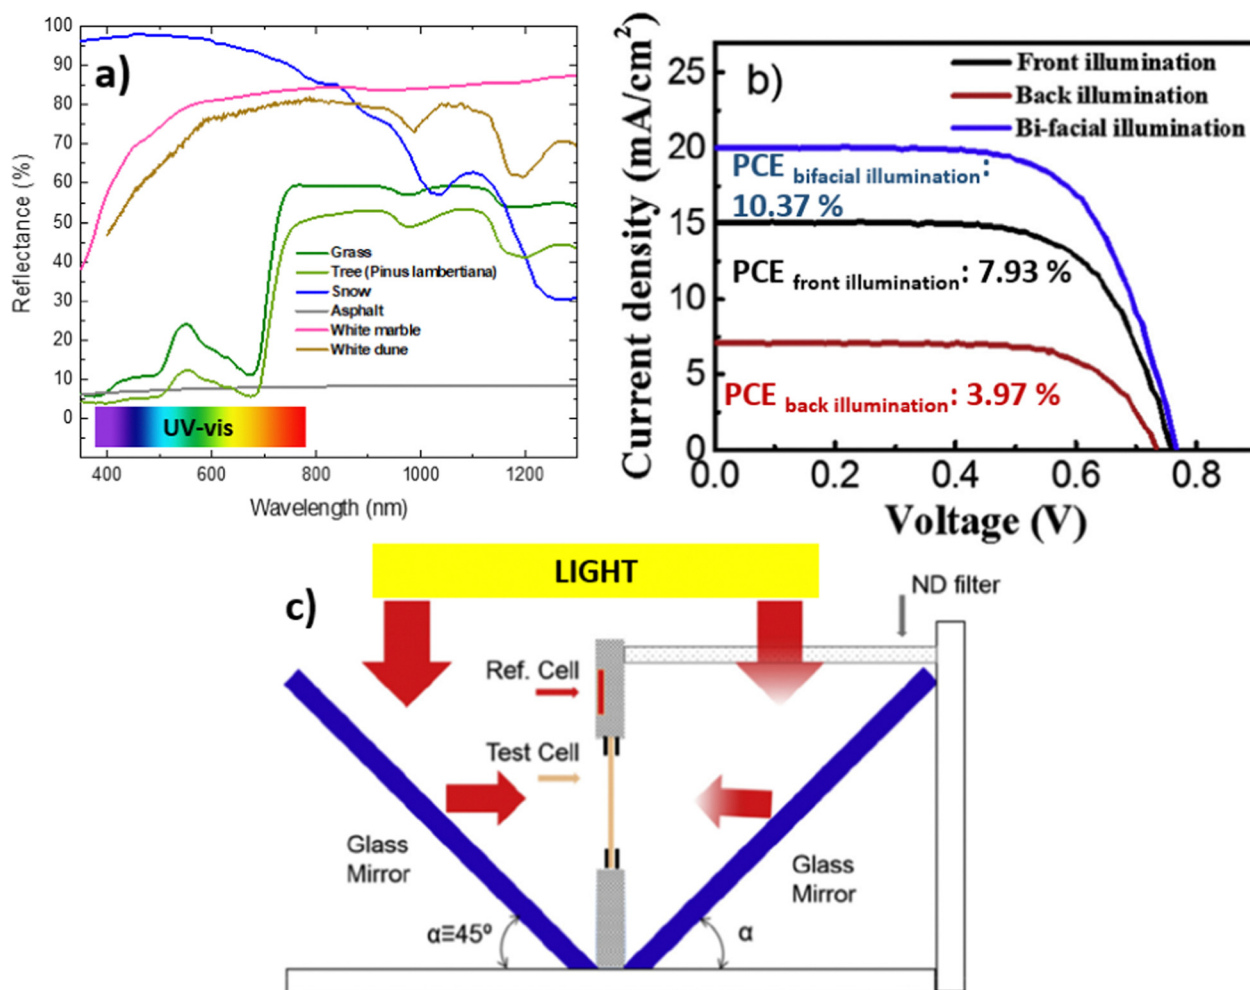 a)
Reflectance (%)
100
90
80
70
60
50
40
30
20
10
0
Grass
Tree (Pinus lambertiana)
Snow
Asphalt
White marble
White dune
UV-vis
400
600
800
1000
1200
Wavelength (nm)
b)
Current density (mA/cm²)
25
20
15
10
5
0
Front illumination
Back illumination
Bi-facial illumination
PCE bifacial illumination:
10.37 %
PCE front illumination: 7.93 %
PCE back illumination: 3.97 %
0.0
0.2
0.4
0.6
0.8
Voltage (V)
c)
LIGHT
ND filter
Ref. Cell
Test Cell
Glass
Mirror
Glass
Mirror
α≡45º
α